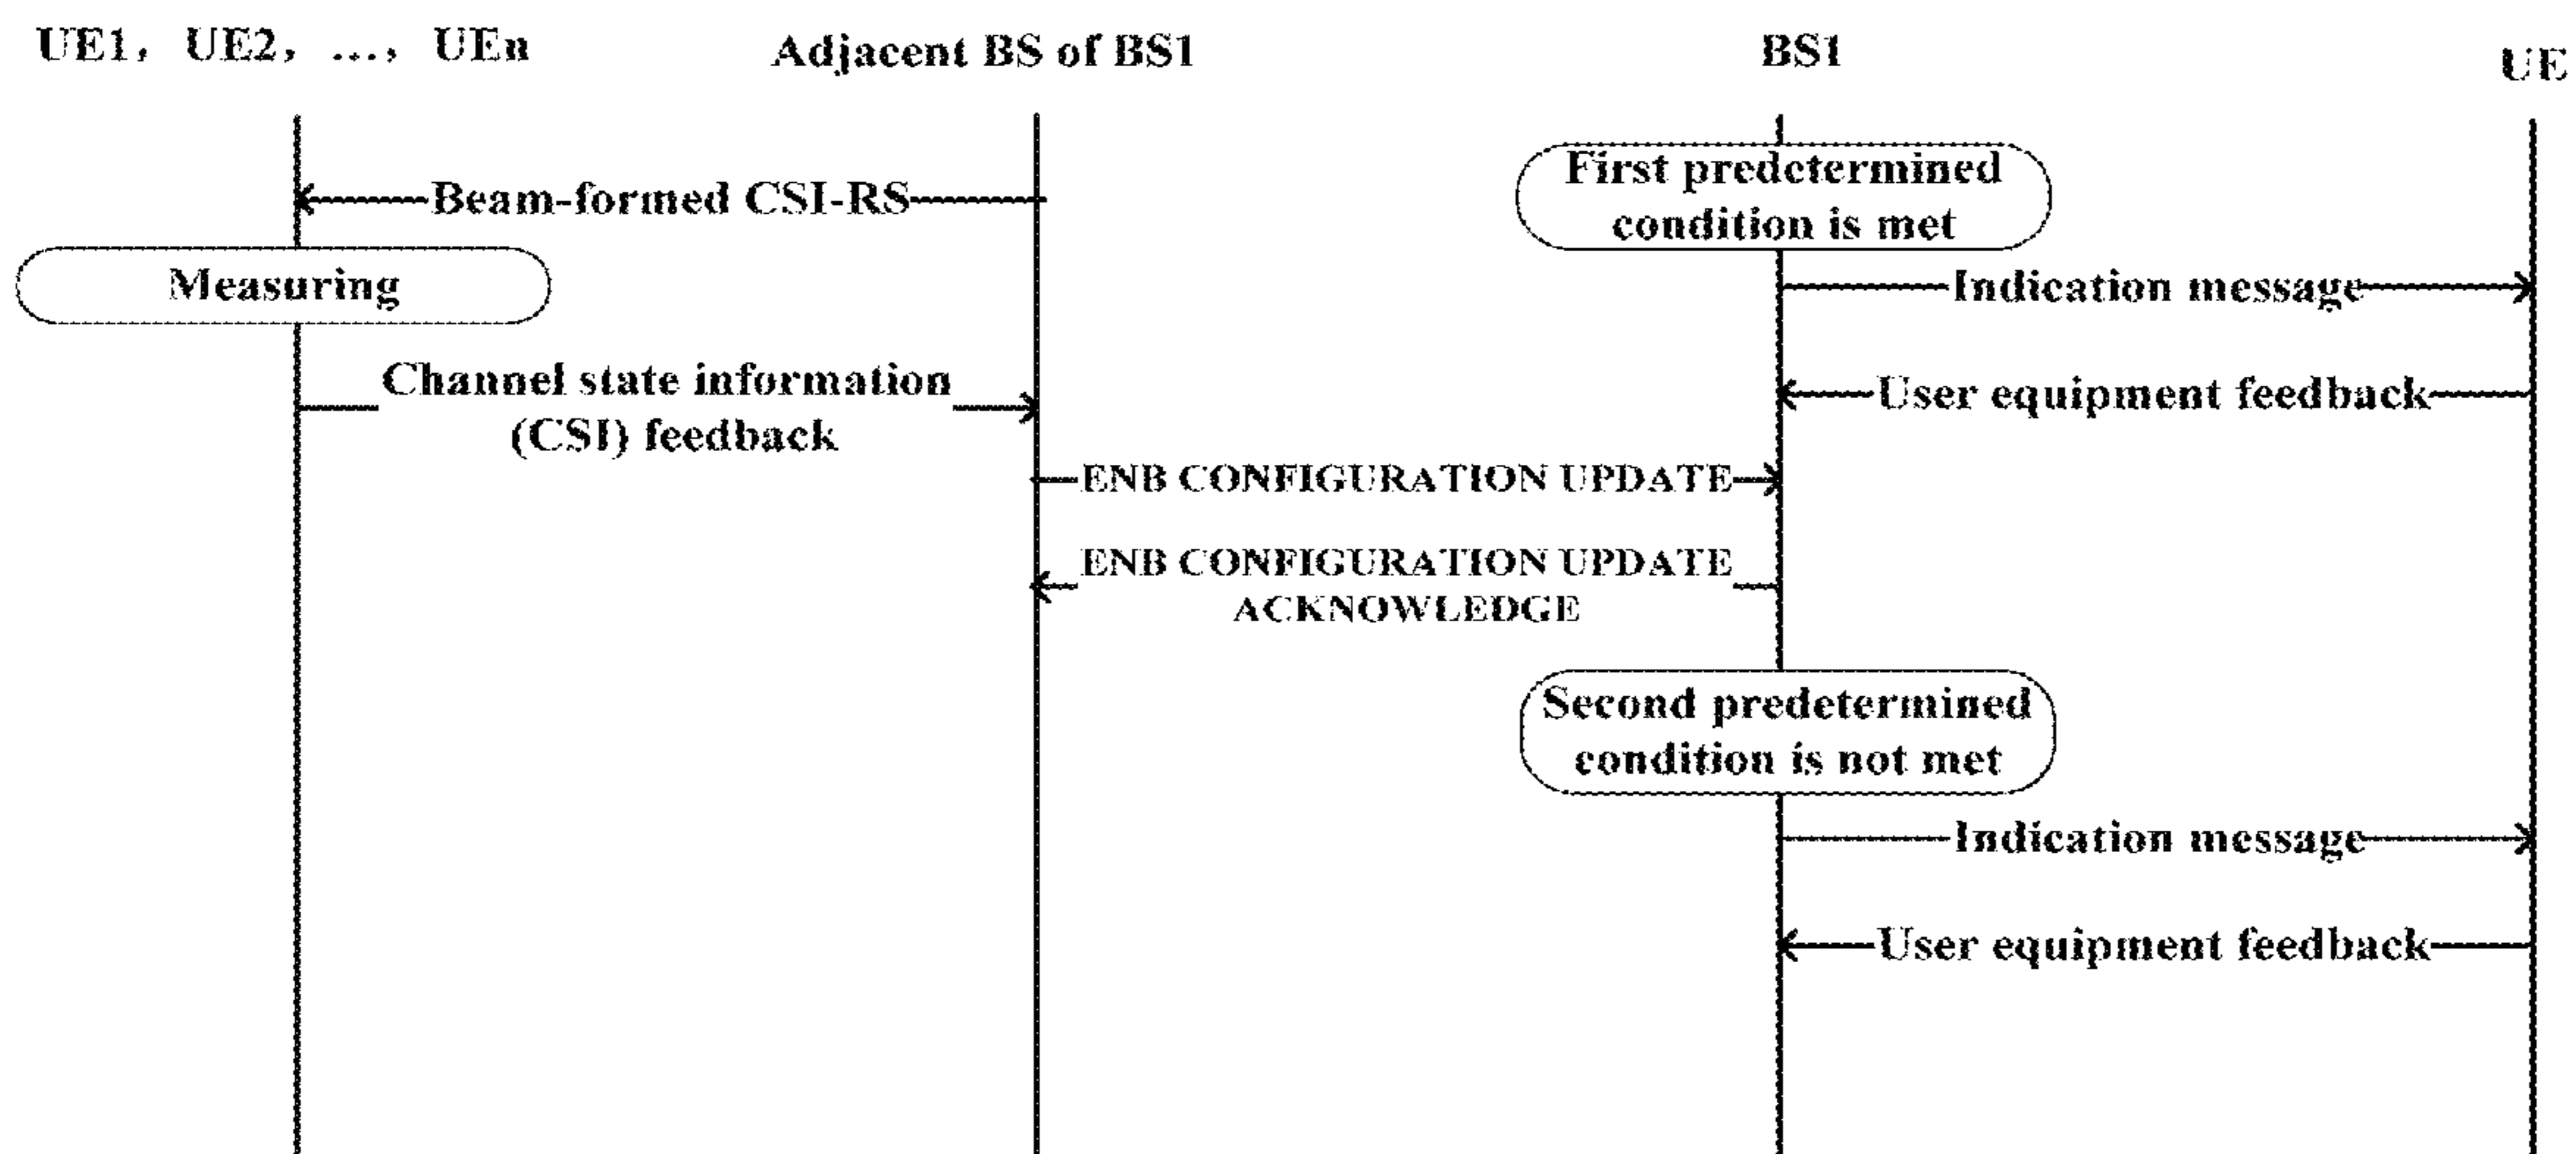 UE1, UE2, ..., UEn
Adjacent BS of BS1
BS1
UE
First predetermined
condition is met
Beam-formed CSI-RS
Measuring
Indication message
Channel state information
(CSI) feedback
User equipment feedback
ENB CONFIGURATION UPDATE
ENB CONFIGURATION UPDATE
ACKNOWLEDGE
Second predetermined
condition is not met
Indication message
User equipment feedback